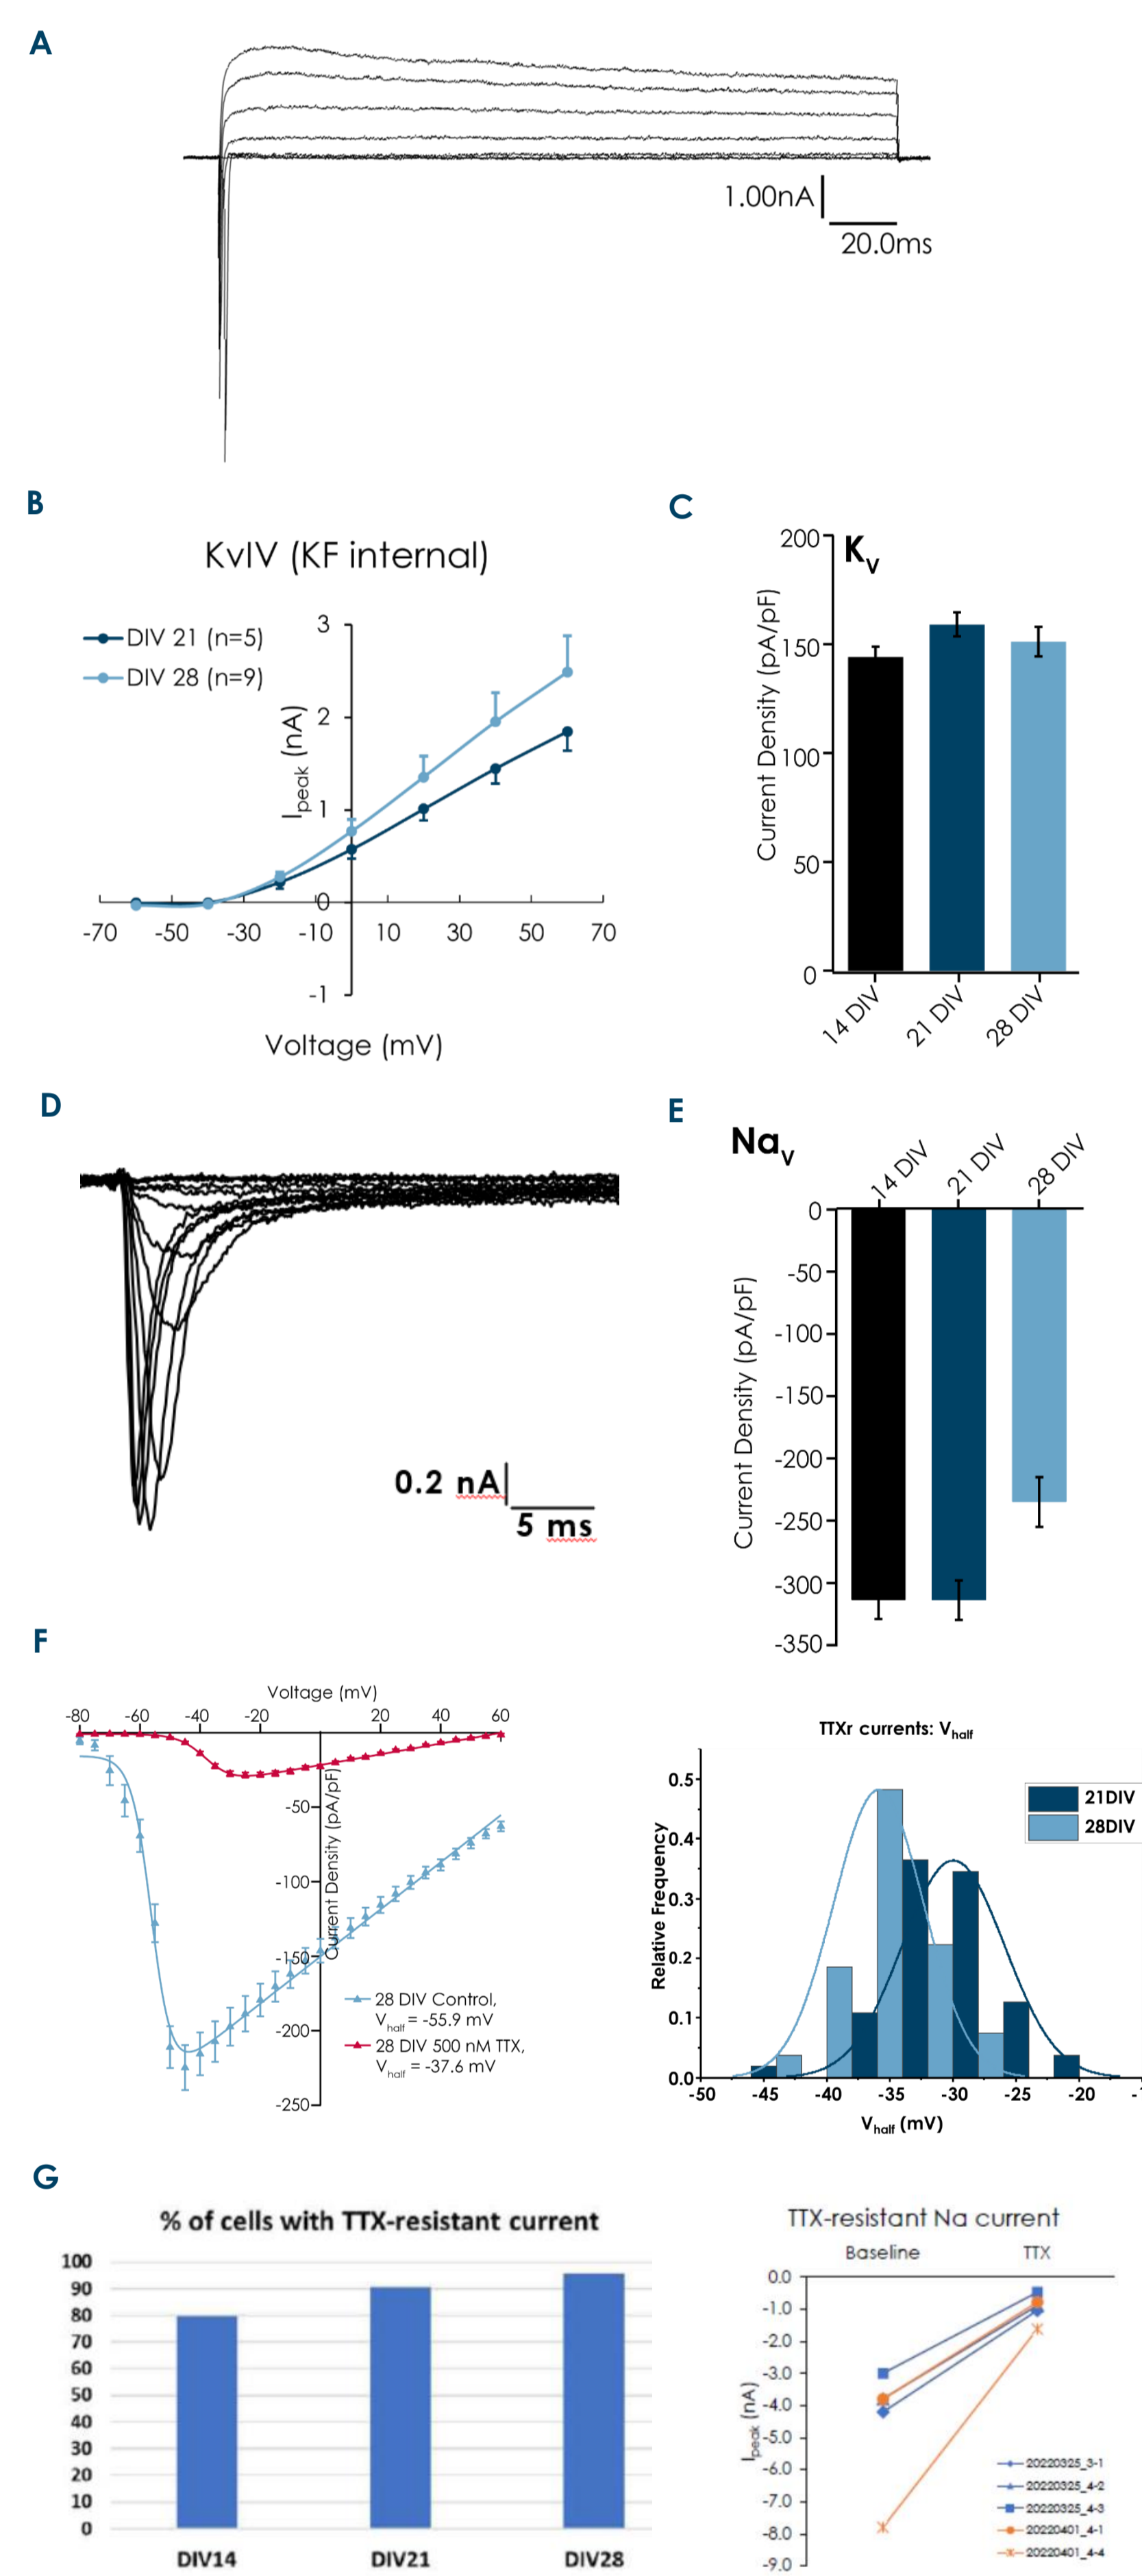 A
1.00nA
20.0ms
B
KvIV (KF internal)
DIV 21 (n=5)
DIV 28 (n=9)
Ipeak (nA)
3
2
1
0
-1
-70 -50 -30 -10 10 30 50 70
Voltage (mV)
C
KV
Current Density (pA/pF)
200
150
100
50
0
14 DIV 21 DIV 28 DIV
D
0.2 nA
5 ms
E
NaV
14 DIV 21 DIV 28 DIV
Current Density (pA/pF)
0
-50
-100
-150
-200
-250
-300
-350
F
Voltage (mV)
-80 -60 -40 -20 20 40 60
-50
-100
-150
-200
-250
Current Density (pA/pF)
28 DIV Control,
Vhalf = -55.9 mV
28 DIV 500 nM TTX,
Vhalf = -37.6 mV
TTXr currents: Vhalf
21DIV
28DIV
Relative Frequency
0.5
0.4
0.3
0.2
0.1
0.0
-50 -45 -40 -35 -30 -25 -20
Vhalf (mV)
G
% of cells with TTX-resistant current
100
90
80
70
60
50
40
30
20
10
0
DIV14 DIV21 DIV28
TTX-resistant Na current
Baseline TTX
Ipeak (nA)
0.0
-1.0
-2.0
-3.0
-4.0
-5.0
-6.0
-7.0
-8.0
-9.0
20220325_3-1
20220325_4-2
20220325_4-3
20220401_4-1
20220401_4-4